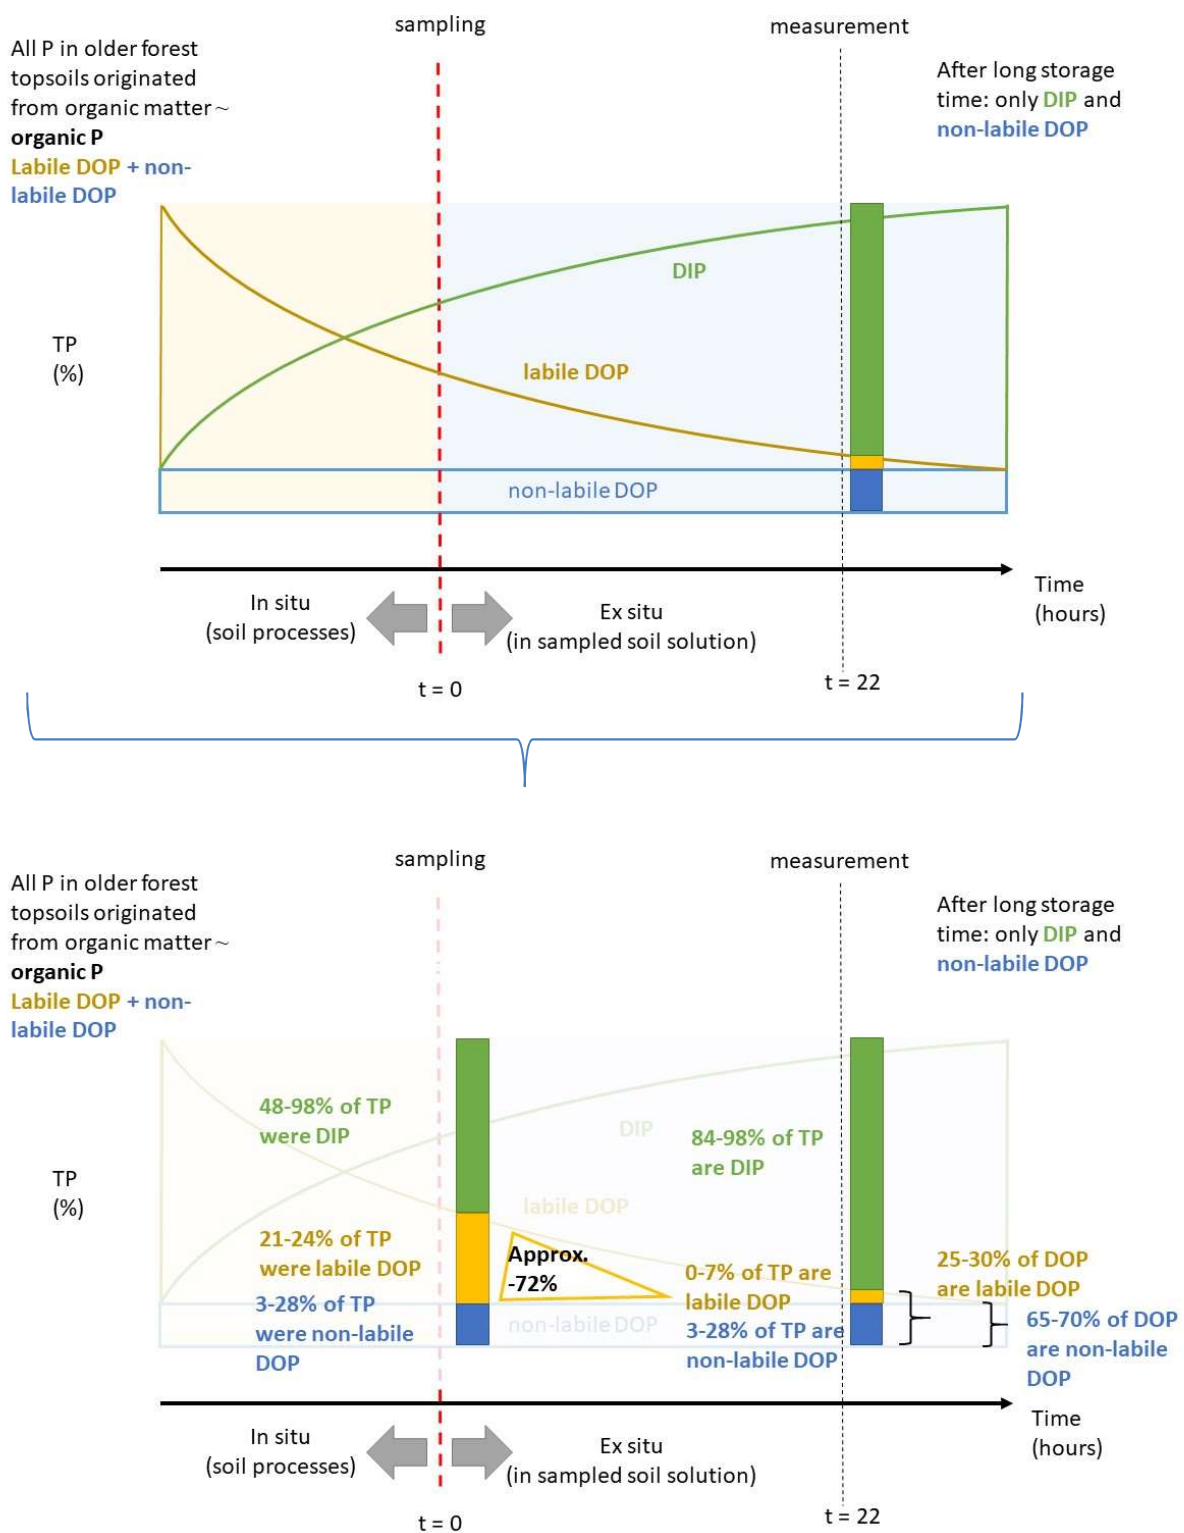 sampling
measurement
All P in older forest
topsoils originated
from organic matter ~
organic P
Labile DOP + non-
labile DOP
After long storage
time: only DIP and
non-labile DOP
TP
(%)
DIP
labile DOP
non-labile DOP
Time
(hours)
In situ
(soil processes)
Ex situ
(in sampled soil solution)
t = 0
t = 22
sampling
measurement
All P in older forest
topsoils originated
from organic matter ~
organic P
Labile DOP + non-
labile DOP
After long storage
time: only DIP and
non-labile DOP
TP
(%)
48-98% of TP
were DIP
DIP
84-98% of TP
are DIP
labile DOP
21-24% of TP
were labile DOP
Approx.
-72%
0-7% of TP are
labile DOP
25-30% of DOP
are labile DOP
3-28% of TP
were non-labile
DOP
non-labile DOP
3-28% of TP are
non-labile DOP
65-70% of DOP
are non-labile
DOP
Time
(hours)
In situ
(soil processes)
Ex situ
(in sampled soil solution)
t = 0
t = 22